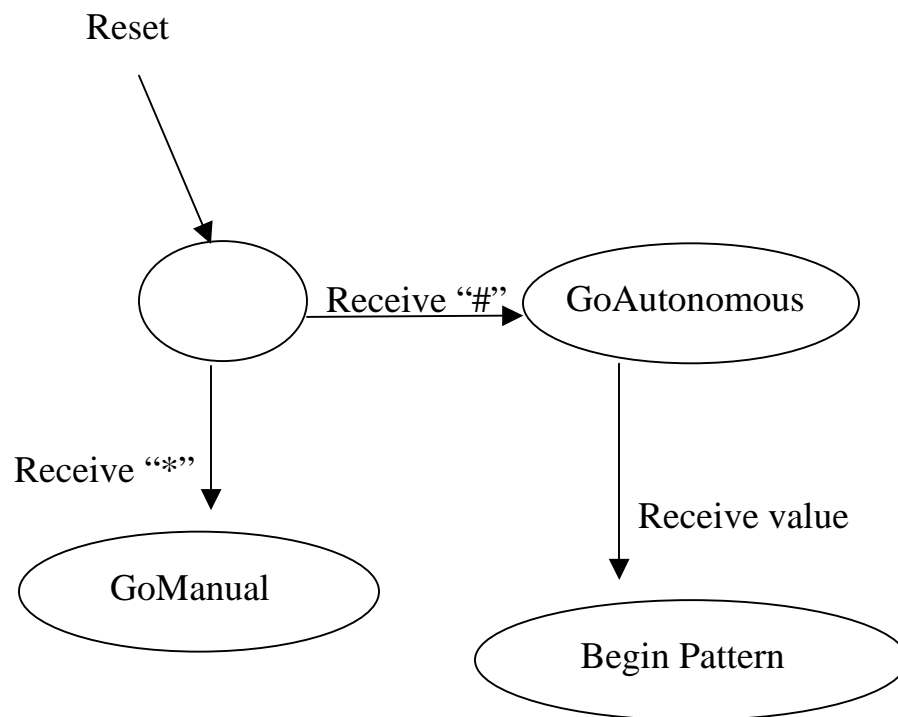 Reset
Receive “#”
GoAutonomous
Receive “*”
Receive value
GoManual
Begin Pattern